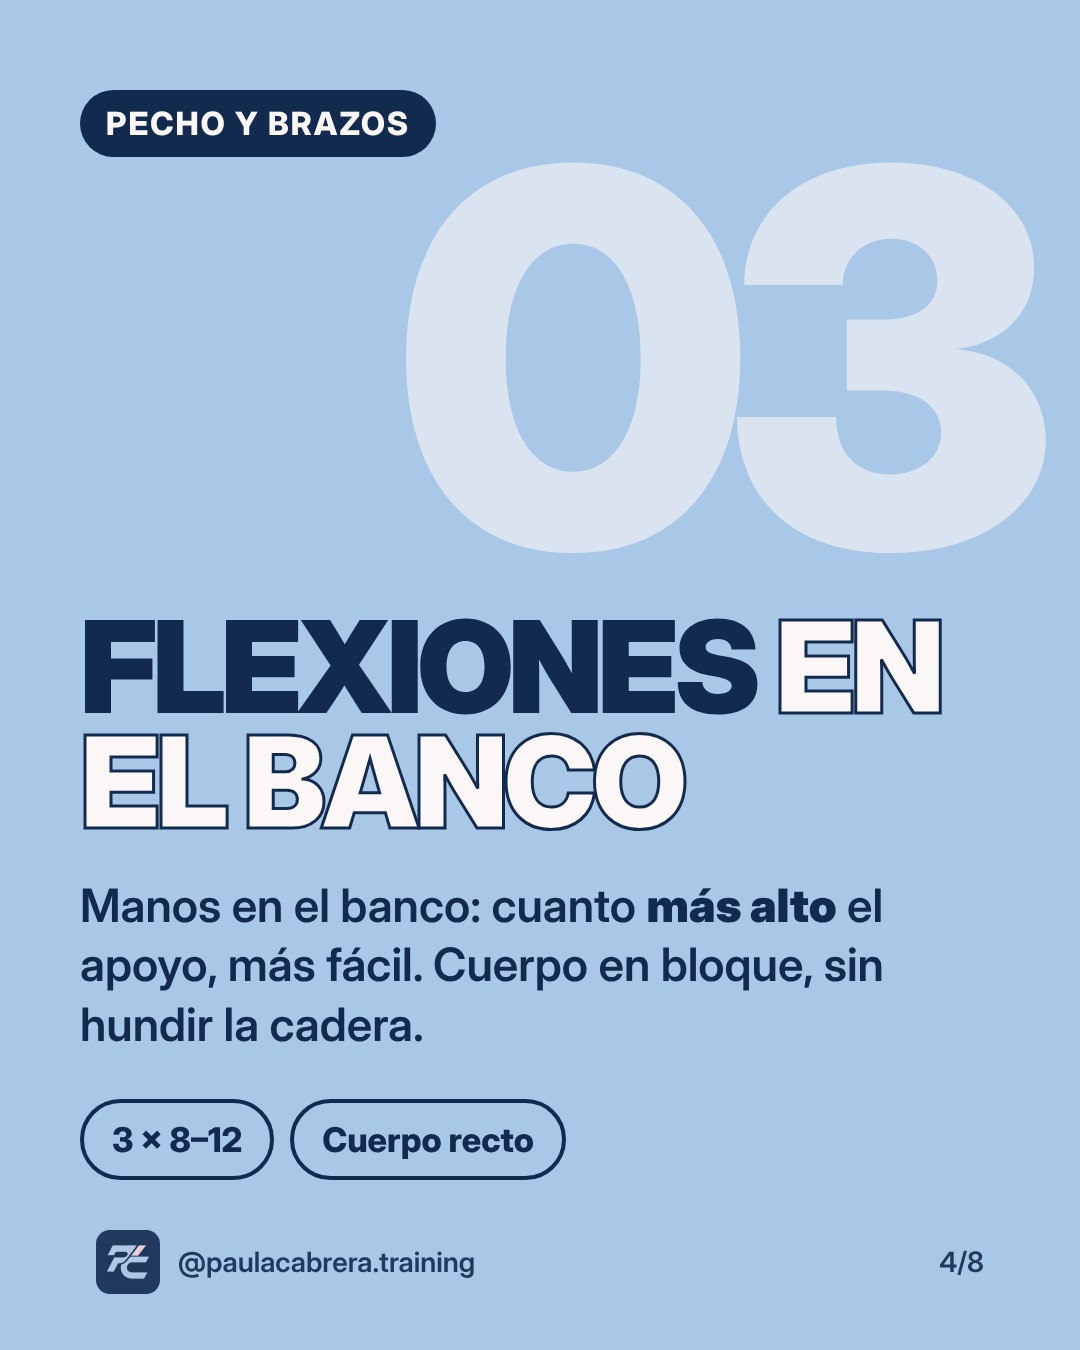 PECHO Y BRAZOS
03
FLEXIONES EN
EL BANCO
Manos en el banco: cuanto más alto el
apoyo, más fácil. Cuerpo en bloque, sin
hundir la cadera.
3 × 8–12
Cuerpo recto
PC
@paulacabrera.training
4/8